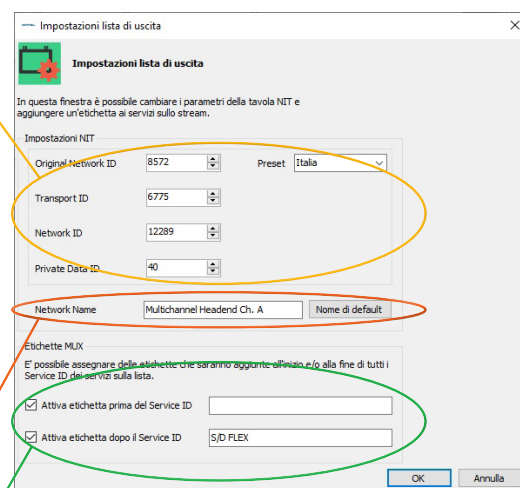 Impostazioni lista di uscita
Impostazioni lista di uscita
In questa finestra è possibile cambiare i parametri della tavola NIT e
aggiungere un'etichetta ai servizi sullo stream.
Impostazioni NIT
Original Network ID 8572 Preset Italia
Transport ID 6775
Network ID 12289
Private Data ID 40
Network Name Multichannel Headend Ch. A Nome di default
Etichette MUX
E' possibile assegnare delle etichette che saranno aggiunte all'inizio e/o alla fine di tutti i
Service ID dei servizi sulla lista.
Attiva etichetta prima del Service ID
Attiva etichetta dopo il Service ID S/D FLEX
OK Annulla